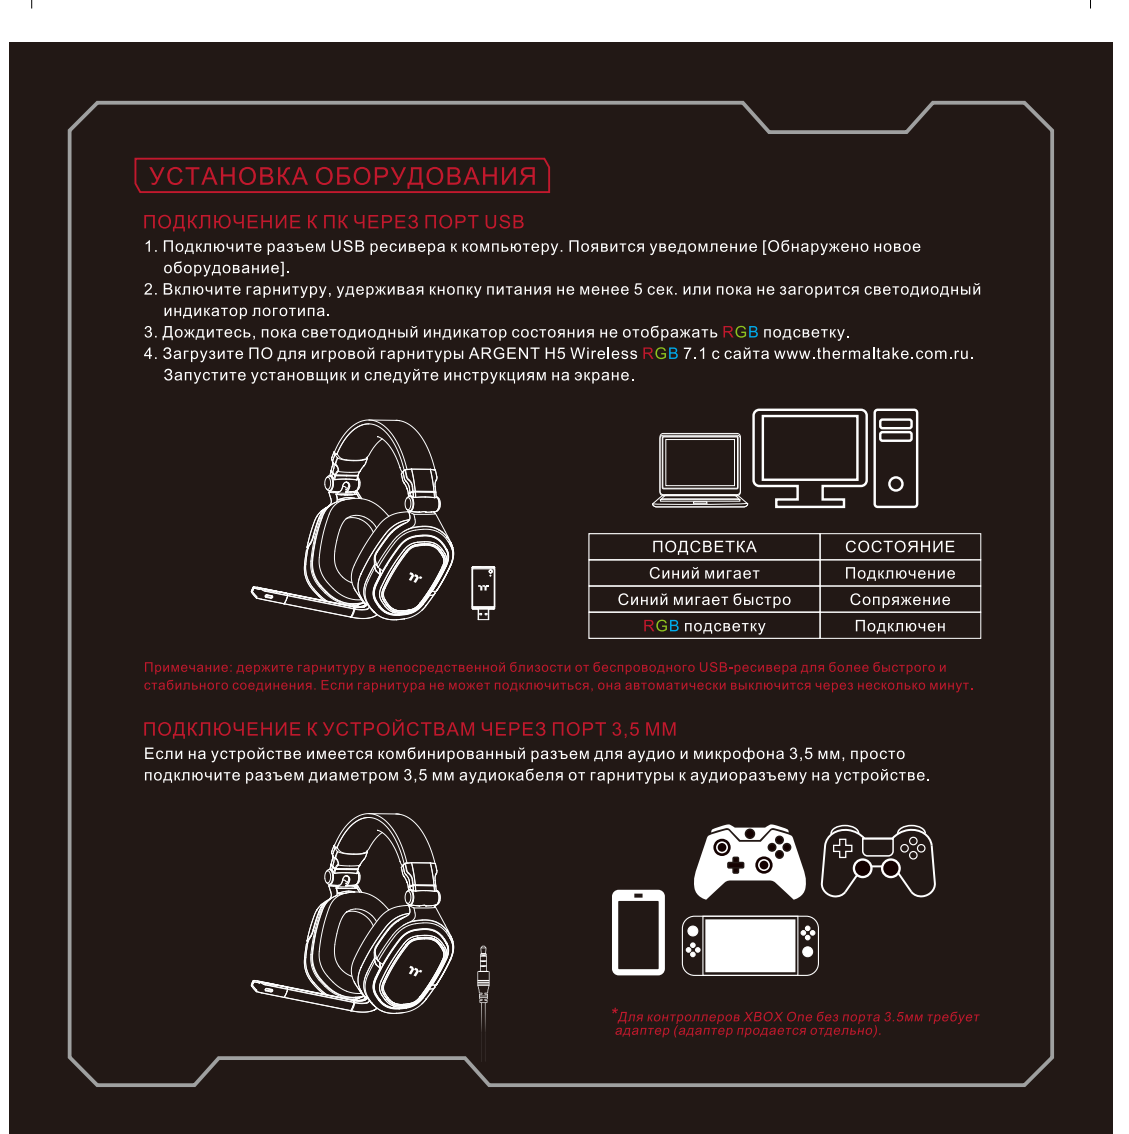 УСТАНОВКА ОБОРУДОВАНИЯ
ПОДКЛЮЧЕНИЕ К ПК ЧЕРЕЗ ПОРТ USB
1. Подключите разъем USB ресивера к компьютеру. Появится уведомление [Обнаружено новое
оборудование].
2. Включите гарнитуру, удерживая кнопку питания не менее 5 сек. или пока не загорится светодиодный
индикатор логотипа.
3. Дождитесь, пока светодиодный индикатор состояния не отображать RGB подсветку.
4. Загрузите ПО для игровой гарнитуры ARGENT H5 Wireless RGB 7.1 с сайта www.thermaltake.com.ru.
Запустите установщик и следуйте инструкциям на экране.
ПОДСВЕТКА СОСТОЯНИЕ
Синий мигает Подключение
Синий мигает быстро Сопряжение
RGB подсветку Подключен
Примечание: держите гарнитуру в непосредственной близости от беспроводного USB-ресивера для более быстрого и
стабильного соединения. Если гарнитура не может подключиться, она автоматически выключится через несколько минут.
ПОДКЛЮЧЕНИЕ К УСТРОЙСТВАМ ЧЕРЕЗ ПОРТ 3,5 ММ
Если на устройстве имеется комбинированный разъем для аудио и микрофона 3,5 мм, просто
подключите разъем диаметром 3,5 мм аудиокабеля от гарнитуры к аудиоразъему на устройстве.
*Для контроллеров XBOX One без порта 3.5мм требует
адаптер (адаптер продается отдельно).